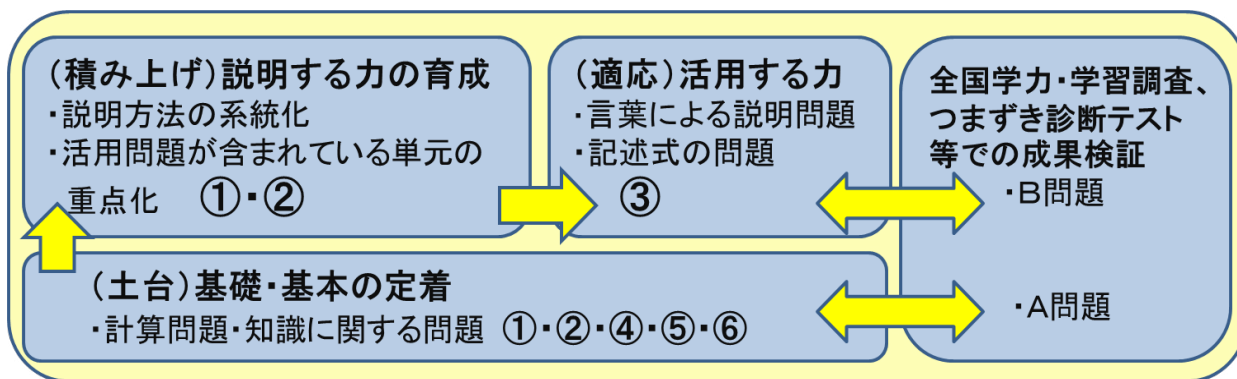 (積み上げ)説明する力の育成
・説明方法の系統化
・活用問題が含まれている単元の
重点化 ①・②
(適応)活用する力
・言葉による説明問題
・記述式の問題
③
全国学力・学習調査、
つまずき診断テスト
等での成果検証
・B問題
(土台)基礎・基本の定着
・計算問題・知識に関する問題 ①・②・④・⑤・⑥
・A問題